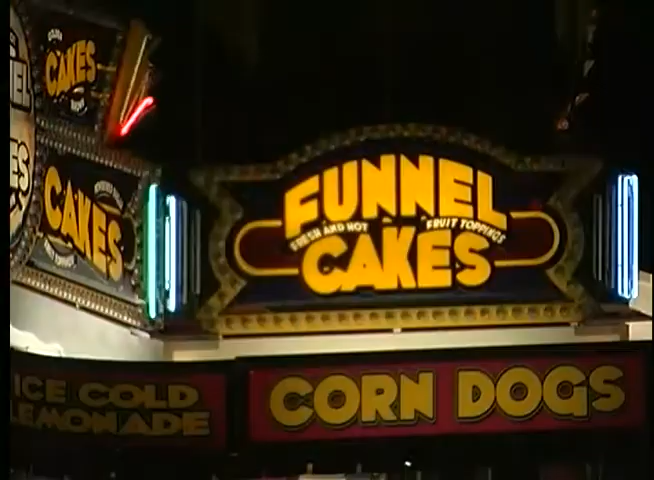 CAKES
CAKES
FUNNEL
FRESH AND HOT
FRUIT TOPPINGS
CAKES
ICE COLD
LEMONADE
CORN DOGS